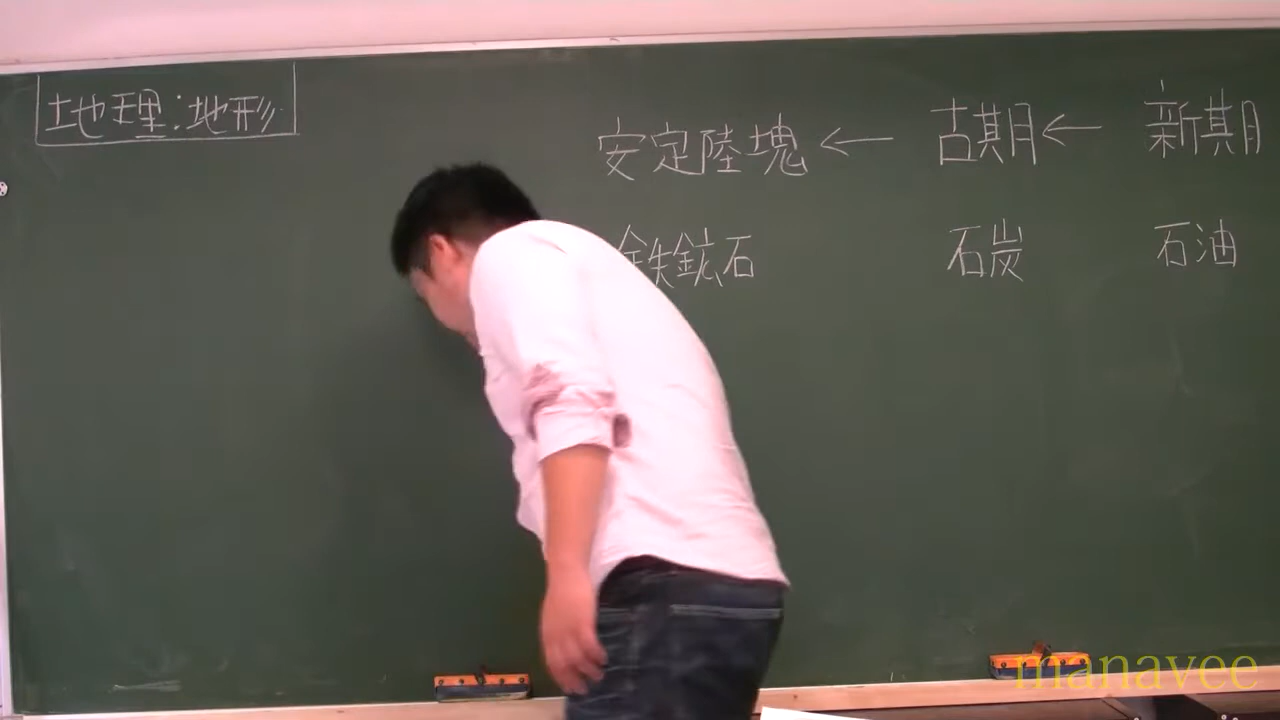 地理:地形
安定陸塊 ← 古期 ← 新期
鉄鉱石 石炭 石油
manavee